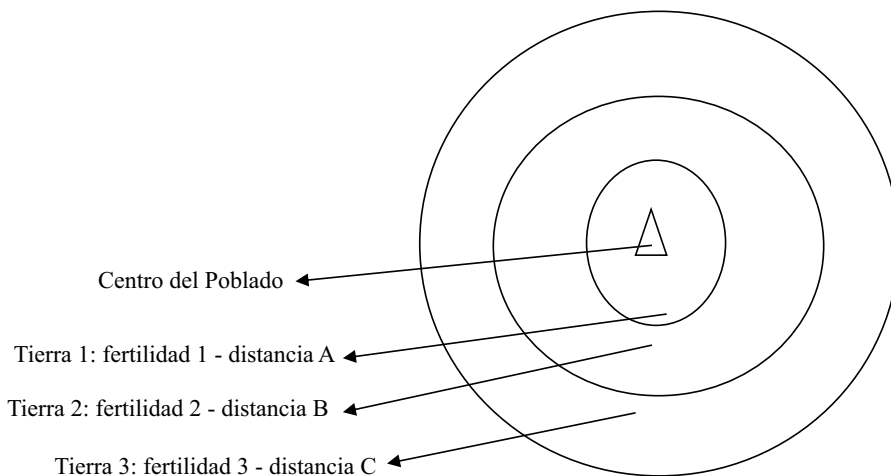 Centro del Poblado
Tierra 1: fertilidad 1 - distancia A
Tierra 2: fertilidad 2 - distancia B
Tierra 3: fertilidad 3 - distancia C